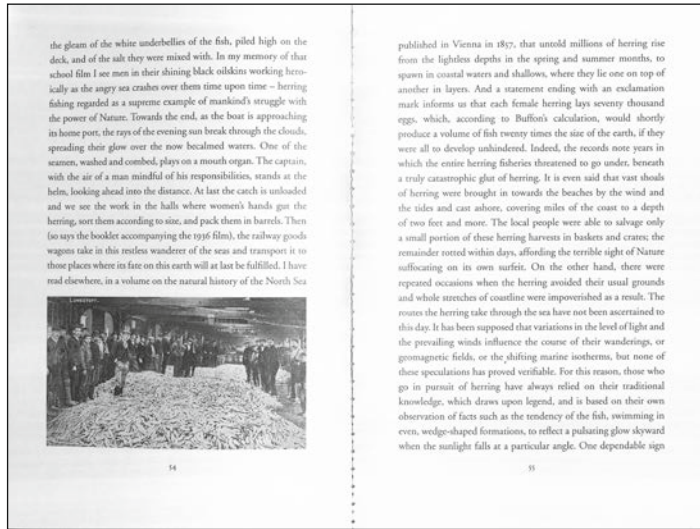 the gleam of the white underbellies of the fish, piled high on the
deck, and of the salt they were mixed with. In my memory of that
school film I see men in their shining black oilskins working hero-
ically as the angry sea crashes over them time upon time – herring
fishing regarded as a supreme example of mankind's struggle with
the power of Nature. Towards the end, as the boat is approaching
its home port, the rays of the evening sun break through the clouds,
spreading their glow over the now becalmed waters. One of the
seamen, washed and combed, plays on a mouth organ. The captain,
with the air of a man mindful of his responsibilities, stands at the
helm, looking ahead into the distance. At last the catch is unloaded
and we see the work in the halls where women's hands gut the
herring, sort them according to size, and pack them in barrels. Then
(so says the booklet accompanying the 1936 film), the railway goods
wagons take in this restless wanderer of the seas and transport it to
those places where its fate on this earth will at last be fulfilled. I have
read elsewhere, in a volume on the natural history of the North Sea
LOWESTOFT.
54
published in Vienna in 1857, that untold millions of herring rise
from the lightless depths in the spring and summer months, to
spawn in coastal waters and shallows, where they lie one on top of
another in layers. And a statement ending with an exclamation
mark informs us that each female herring lays seventy thousand
eggs, which, according to Buffon's calculation, would shortly
produce a volume of fish twenty times the size of the earth, if they
were all to develop unhindered. Indeed, the records note years in
which the entire herring fisheries threatened to go under, beneath
a truly catastrophic glut of herring. It is even said that vast shoals
of herring were brought in towards the beaches by the wind and
the tides and cast ashore, covering miles of the coast to a depth
of two feet and more. The local people were able to salvage only
a small portion of these herring harvests in baskets and crates; the
remainder rotted within days, affording the terrible sight of Nature
suffocating on its own surfeit. On the other hand, there were
repeated occasions when the herring avoided their usual grounds
and whole stretches of coastline were impoverished as a result. The
routes the herring take through the sea have not been ascertained to
this day. It has been supposed that variations in the level of light and
the prevailing winds influence the course of their wanderings, or
geomagnetic fields, or the shifting marine isotherms, but none of
these speculations has proved verifiable. For this reason, those who
go in pursuit of herring have always relied on their traditional
knowledge, which draws upon legend, and is based on their own
observation of facts such as the tendency of the fish, swimming in
even, wedge-shaped formations, to reflect a pulsating glow skyward
when the sunlight falls at a particular angle. One dependable sign
55